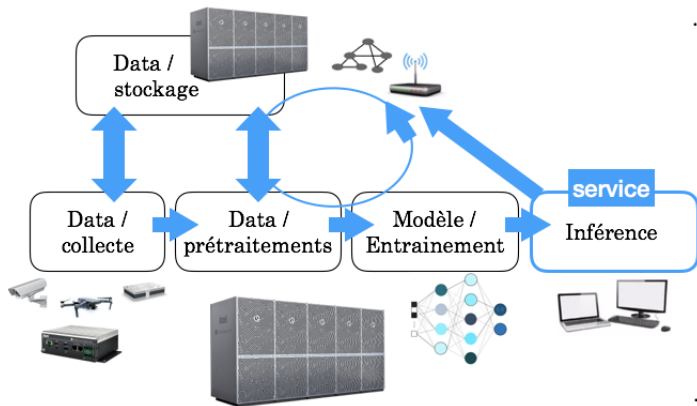 Data /
stockage
service
Data /
collecte
Data /
prétraitements
Modèle /
Entrainement
Inférence